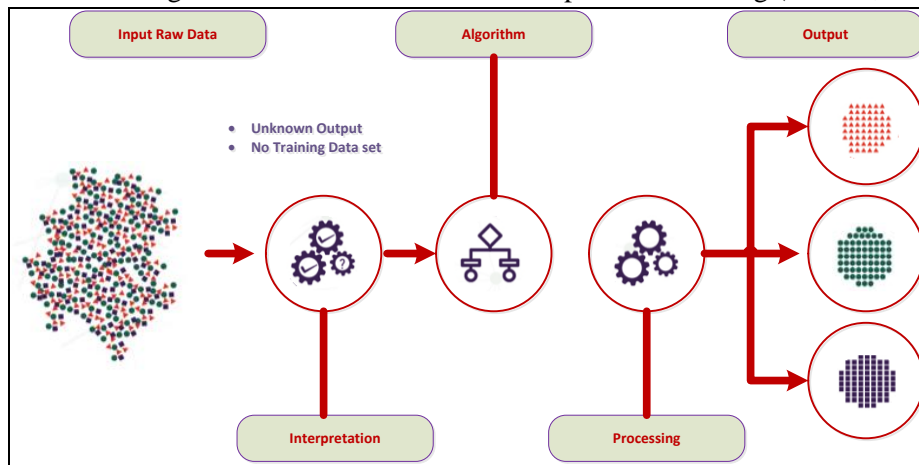 Input Raw Data
Algorithm
Output
• Unknown Output
• No Training Data set
?
Interpretation
Processing